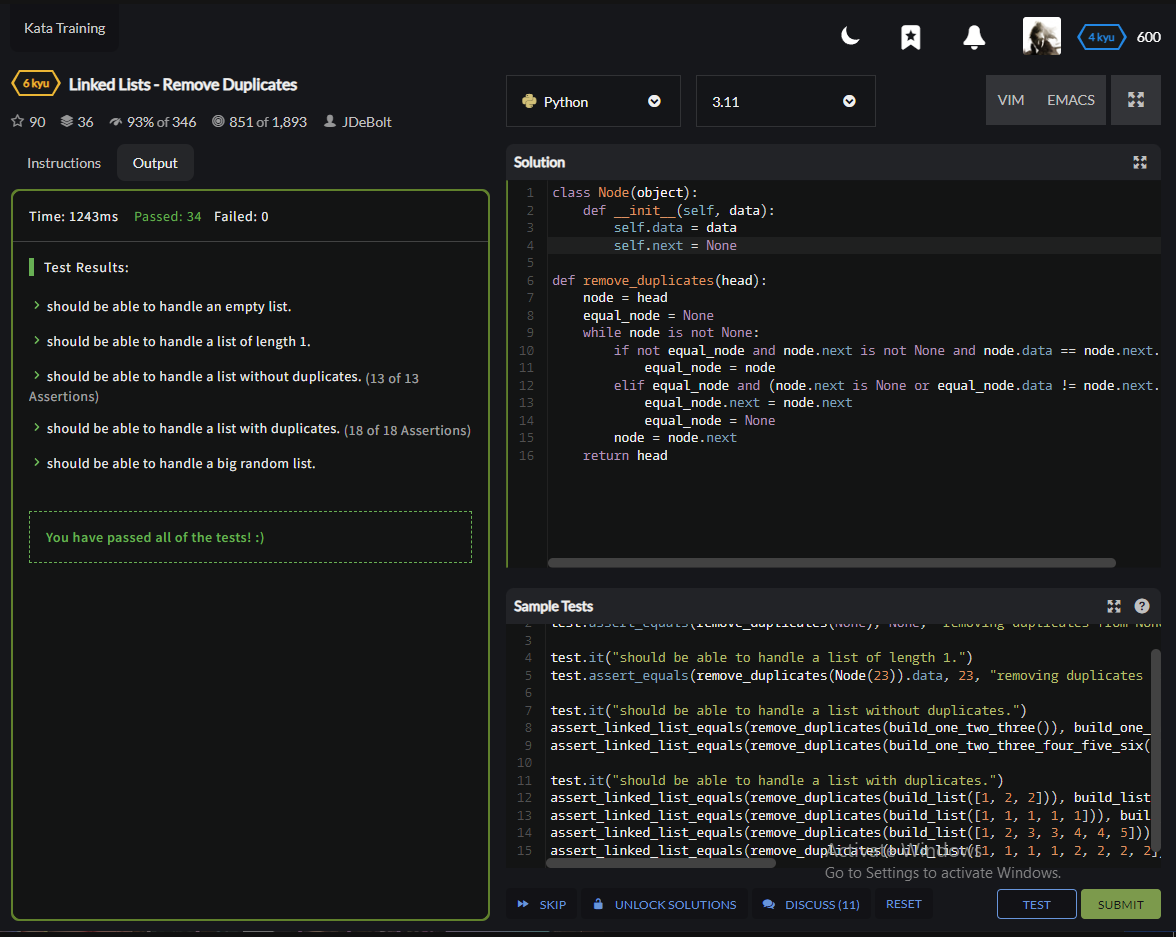 Kata Training
4 kyu 600
6 kyu Linked Lists - Remove Duplicates
90 36 93% of 346 851 of 1,893 JDeBolt
Instructions Output
Time: 1243ms Passed: 34 Failed: 0
Test Results:
should be able to handle an empty list.
should be able to handle a list of length 1.
should be able to handle a list without duplicates. (13 of 13
Assertions)
should be able to handle a list with duplicates. (18 of 18 Assertions)
should be able to handle a big random list.
You have passed all of the tests! :)
Python 3.11 VIM EMACS
Solution
1 class Node(object):
2 def __init__(self, data):
3 self.data = data
4 self.next = None
5
6 def remove_duplicates(head):
7 node = head
8 equal_node = None
9 while node is not None:
10 if not equal_node and node.next is not None and node.data == node.next.
11 equal_node = node
12 elif equal_node and (node.next is None or equal_node.data != node.next.
13 equal_node.next = node.next
14 equal_node = None
15 node = node.next
16 return head
Sample Tests
2 test.assert_equals(remove_duplicates(None), None, "removing duplicates from None
3
4 test.it("should be able to handle a list of length 1.")
5 test.assert_equals(remove_duplicates(Node(23)).data, 23, "removing duplicates
6
7 test.it("should be able to handle a list without duplicates.")
8 assert_linked_list_equals(remove_duplicates(build_one_two_three()), build_one_
9 assert_linked_list_equals(remove_duplicates(build_one_two_three_four_five_six(
10
11 test.it("should be able to handle a list with duplicates.")
12 assert_linked_list_equals(remove_duplicates(build_list([1, 2, 2])), build_list
13 assert_linked_list_equals(remove_duplicates(build_list([1, 1, 1, 1, 1])), buil
14 assert_linked_list_equals(remove_duplicates(build_list([1, 2, 3, 3, 4, 4, 5]))
15 assert_linked_list_equals(remove_duplicates(build_list([1, 1, 1, 1, 2, 2, 2, 2,
Activate Windows
Go to Settings to activate Windows.
SKIP UNLOCK SOLUTIONS DISCUSS (11) RESET TEST SUBMIT